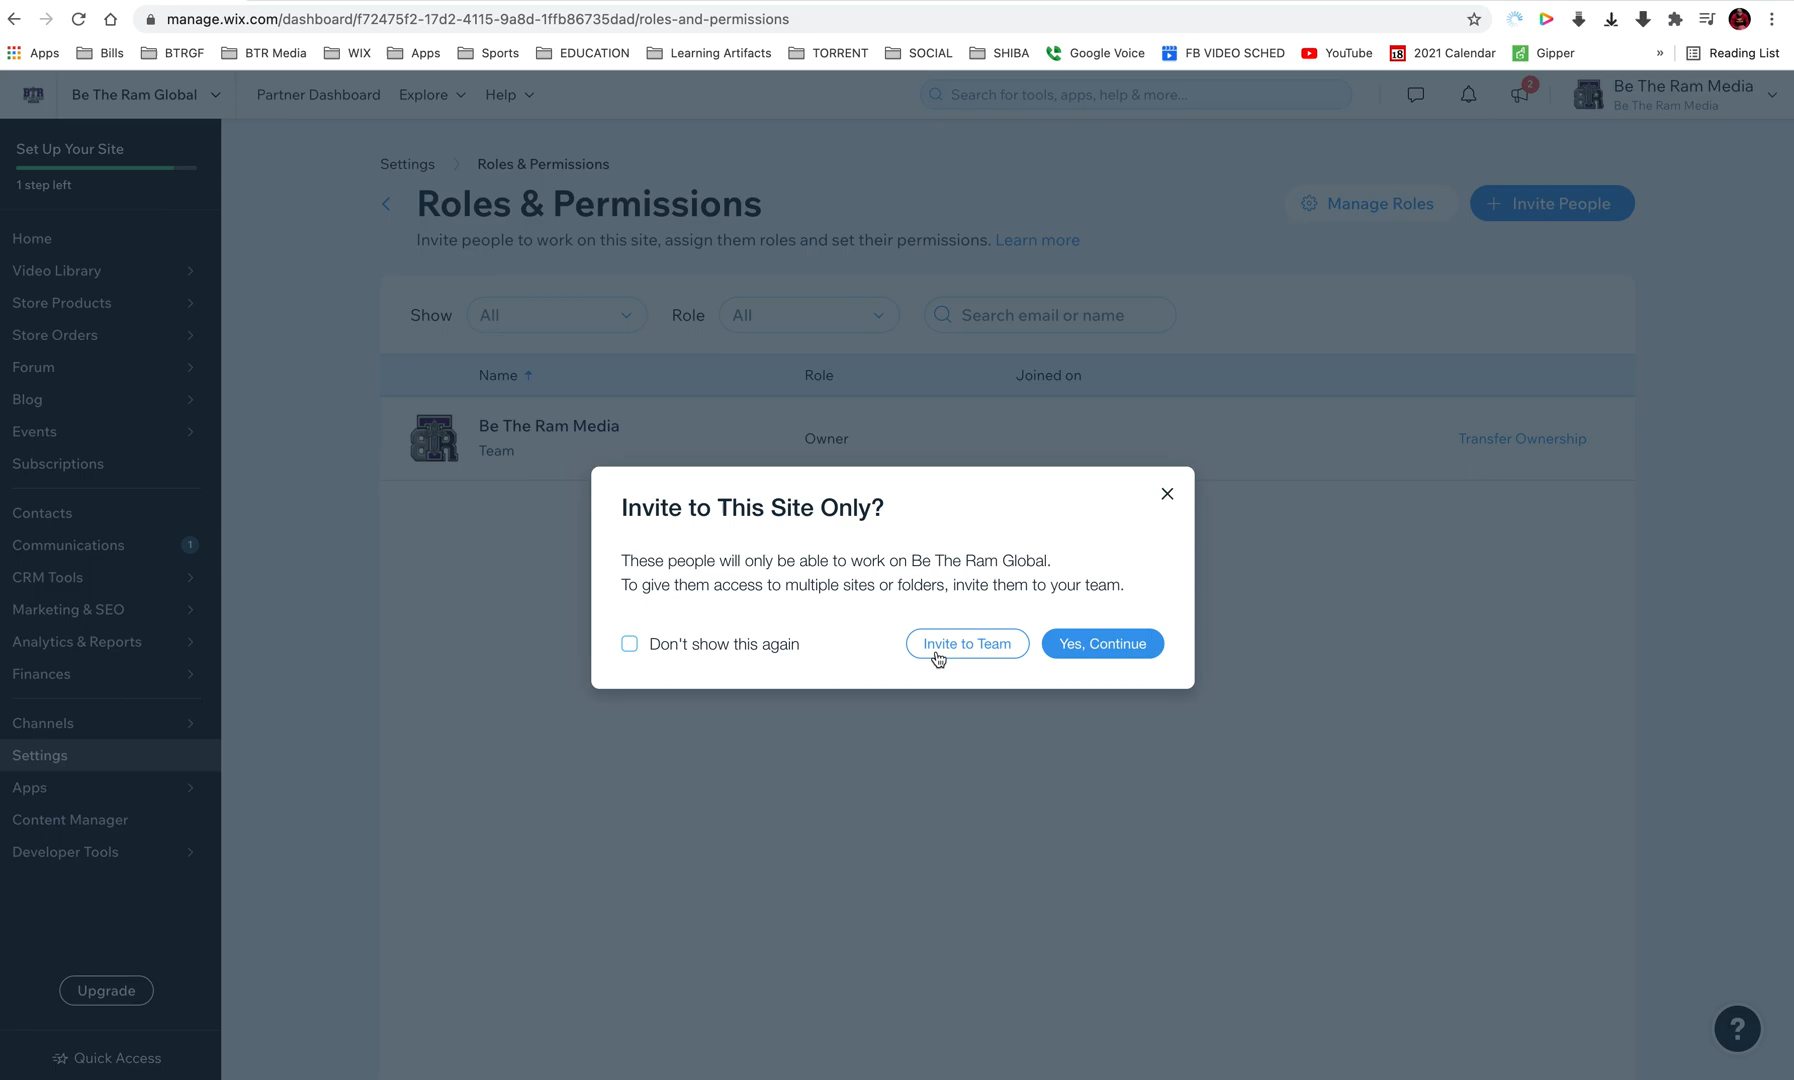 manage.wix.com/dashboard/f72475f2-17d2-4115-9a8d-1ffb86735dad/roles-and-permissions
Apps Bills BTRGF BTR Media WIX Apps Sports EDUCATION Learning Artifacts TORRENT SOCIAL SHIBA Google Voice FB VIDEO SCHED YouTube 18 2021 Calendar Gipper » Reading List
BTR Be The Ram Global Partner Dashboard Explore Help Search for tools, apps, help & more... 2 Be The Ram Media
Be The Ram Media
Set Up Your Site
1 step left
Home
Video Library
Store Products
Store Orders
Forum
Blog
Events
Subscriptions
Contacts
Communications 1
CRM Tools
Marketing & SEO
Analytics & Reports
Finances
Channels
Settings
Apps
Content Manager
Developer Tools
Upgrade
Quick Access
Settings Roles & Permissions
Roles & Permissions
Manage Roles + Invite People
Invite people to work on this site, assign them roles and set their permissions. Learn more
Show All Role All Search email or name
Name Role Joined on
Be The Ram Media
Team
Owner Transfer Ownership
Invite to This Site Only?
These people will only be able to work on Be The Ram Global.
To give them access to multiple sites or folders, invite them to your team.
Don't show this again Invite to Team Yes, Continue
?